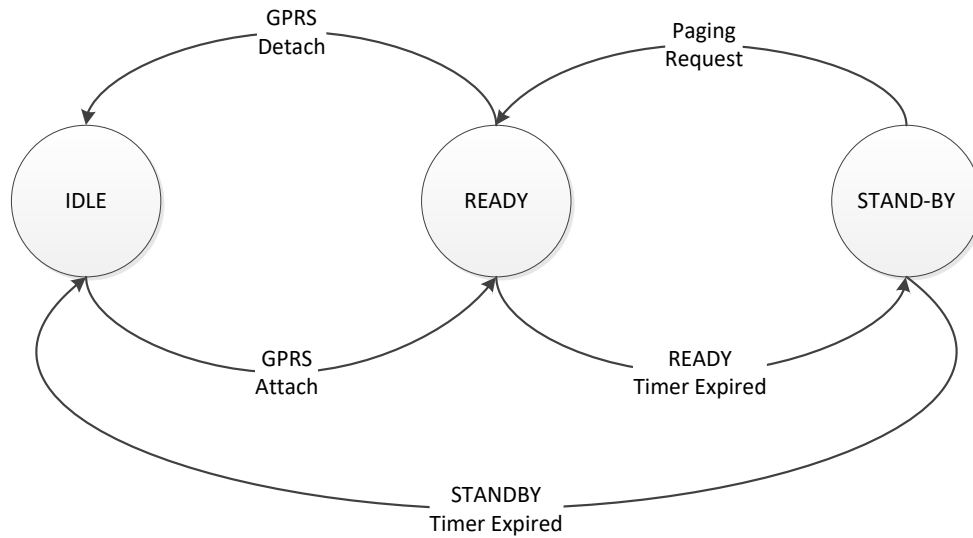 GPRS
Detach
Paging
Request
IDLE
READY
STAND-BY
GPRS
Attach
READY
Timer Expired
STANDBY
Timer Expired